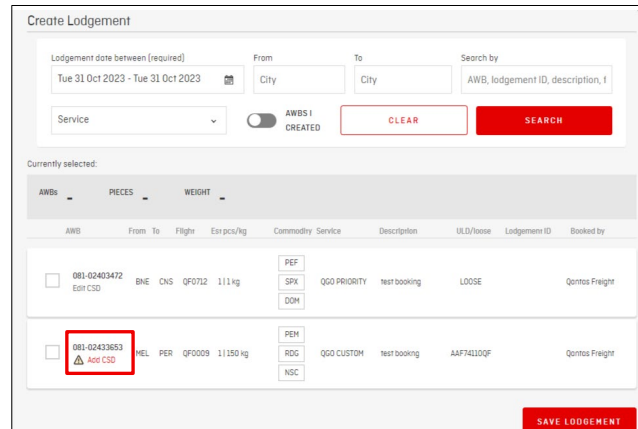 Create Lodgement
Lodgement date between (required)
From
To
Search by
Tue 31 Oct 2023 - Tue 31 Oct 2023
City
City
AWB, lodgement ID, description, f
Service
AWBS I
CREATED
CLEAR
SEARCH
Currently selected:
AWBs - PIECES - WEIGHT -
AWB From To Flight Est pcs/kg Commodity Service Description ULD/loose Lodgement ID Booked by
PEF
081-02403472
Edit CSD
BNE CNS QF0712 1|1 kg SPX QGO PRIORITY test booking LOOSE Qantas Freight
DOM
PEM
081-02433653
Add CSD
MEL PER QF0009 1|150 kg RDG QGO CUSTOM test bookng AAF74110QF Qantas Freight
NSC
SAVE LODGEMENT